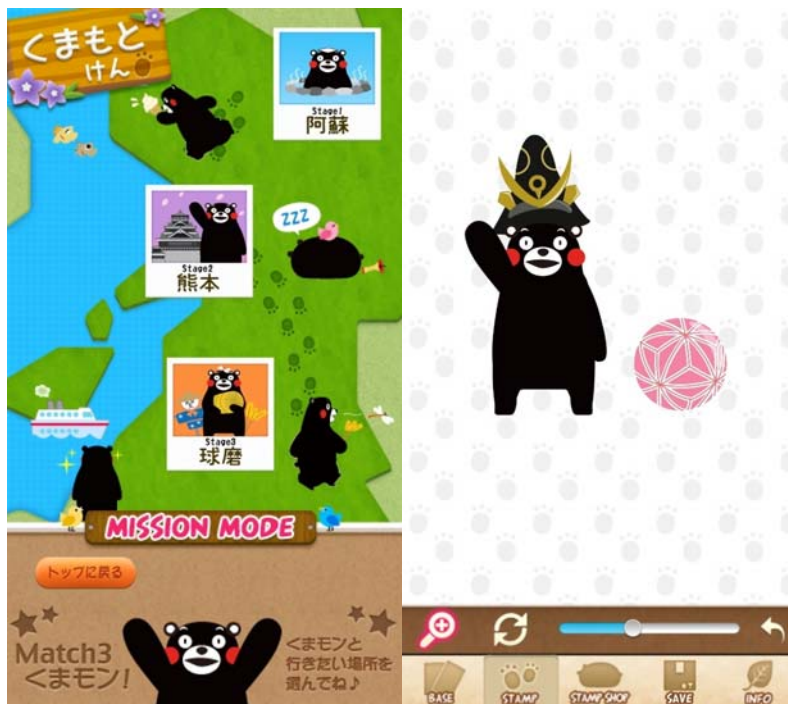 くまもと
けん
Stage1
阿蘇
ZZZ
Stage2
熊本
Stage3
球磨
MISSION MODE
トップに戻る
Match3
くまモン!
くまモンと
行きたい場所を
選んでね♪
BASE
STAMP
STAMP SHOP
SAVE
INFO